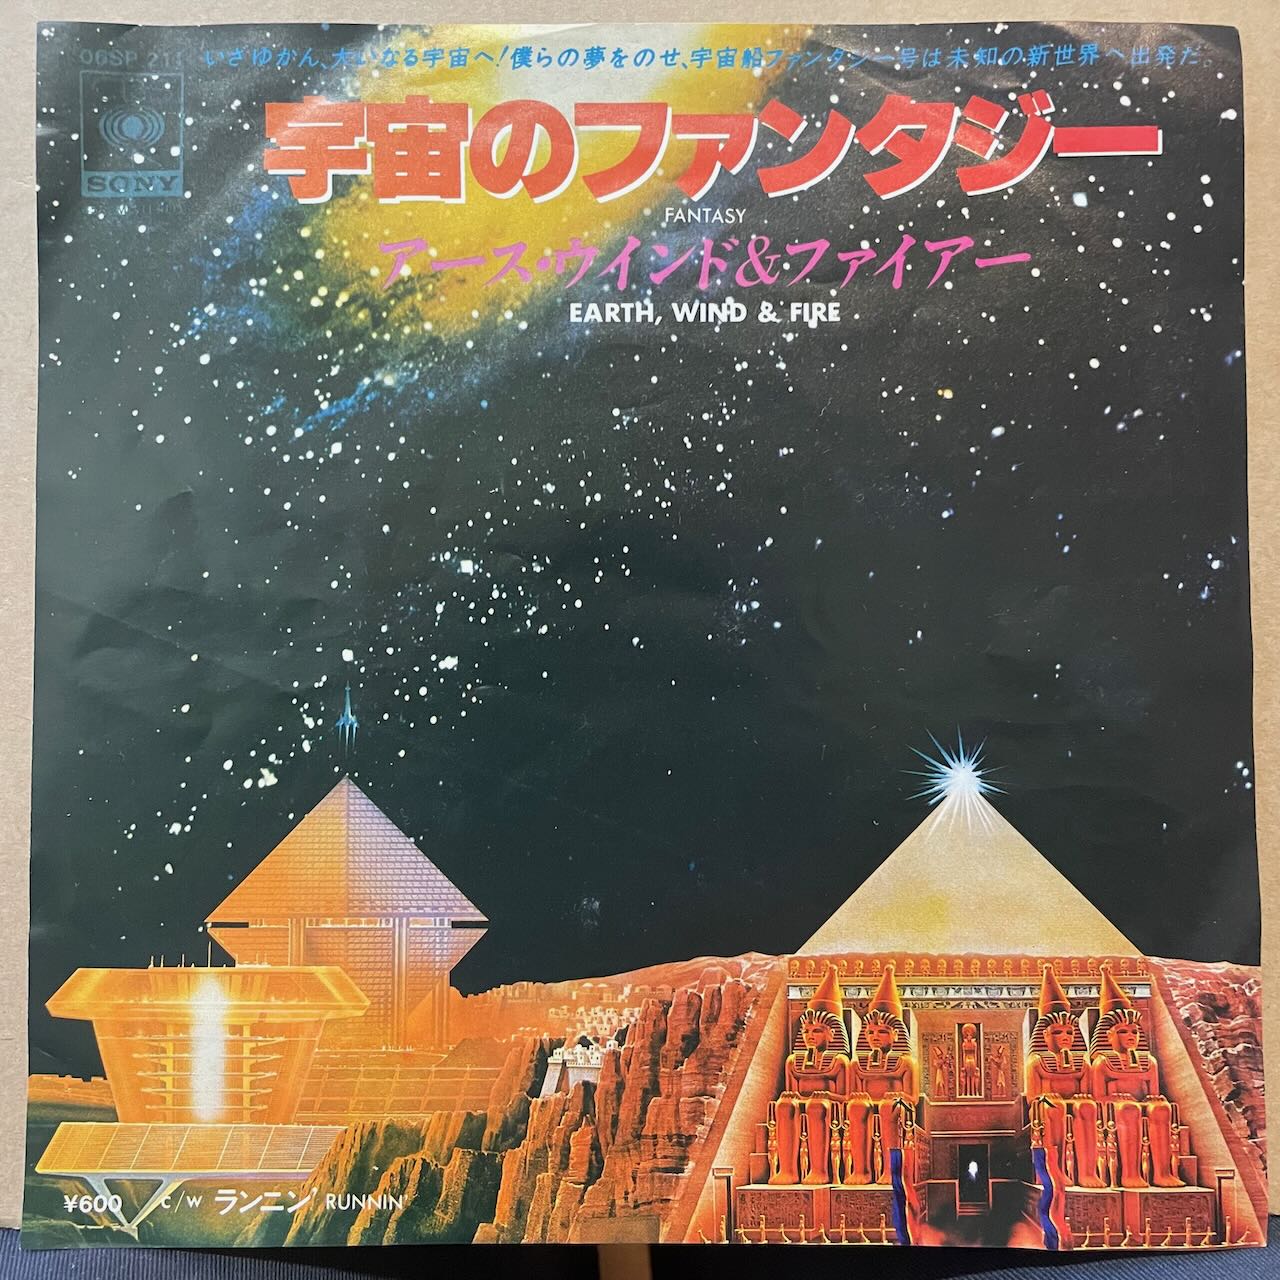 06SP 211 いざゆかん、大いなる宇宙へ！僕らの夢をのせ、宇宙船ファンタジー号は未知の新世界へ出発だ。
SONY
宇宙のファンタジー
FANTASY
アース・ウインド&ファイアー
EARTH, WIND & FIRE
¥600 c/w ランニン' RUNNIN'